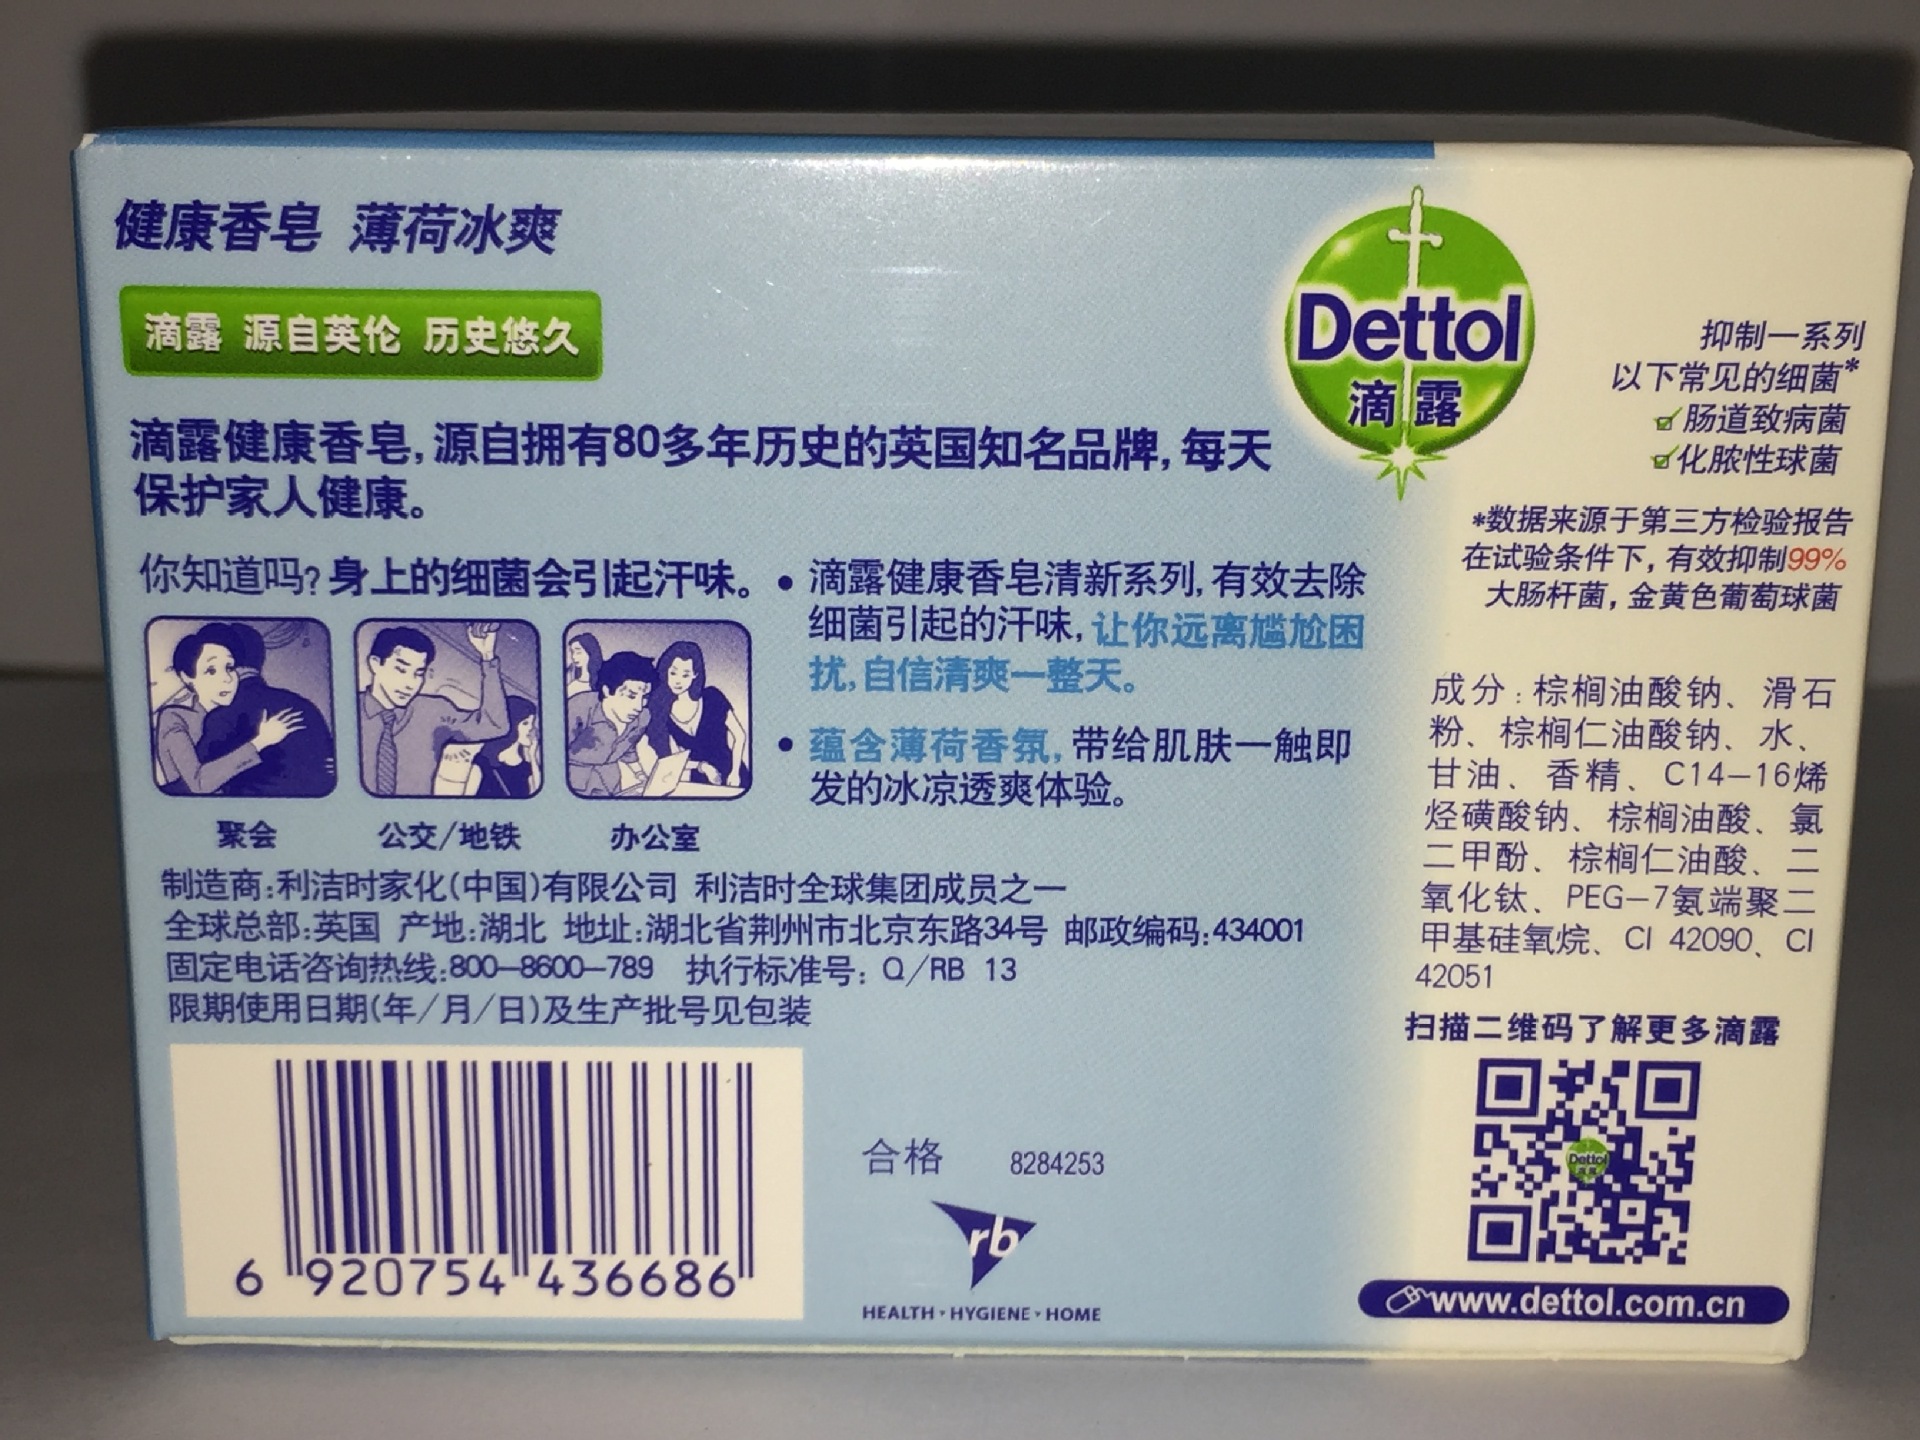 健康香皂 薄荷冰爽
滴露 源自英伦 历史悠久
滴露健康香皂,源自拥有80多年历史的英国知名品牌,每天
保护家人健康。
你知道吗?身上的细菌会引起汗味。
聚会
公交/地铁
办公室
• 滴露健康香皂清新系列,有效去除
细菌引起的汗味,让你远离尴尬困
扰,自信清爽一整天。
• 蕴含薄荷香氛,带给肌肤一触即
发的冰凉透爽体验。
制造商:利洁时家化(中国)有限公司 利洁时全球集团成员之一
全球总部:英国 产地:湖北 地址:湖北省荆州市北京东路34号 邮政编码:434001
固定电话咨询热线:800-8600-789 执行标准号: Q/RB 13
限期使用日期(年/月/日)及生产批号见包装
6 920754 436686
合格 8284253
rb
HEALTH • HYGIENE • HOME
Dettol
滴露
抑制一系列
以下常见的细菌*
肠道致病菌
化脓性球菌
*数据来源于第三方检验报告
在试验条件下,有效抑制99%
大肠杆菌,金黄色葡萄球菌
成分:棕榈油酸钠、滑石
粉、棕榈仁油酸钠、水、
甘油、香精、C14-16烯
烃磺酸钠、棕榈油酸、氯
二甲酚、棕榈仁油酸、二
氧化钛、PEG-7氨端聚二
甲基硅氧烷、CI 42090、CI
42051
扫描二维码了解更多滴露
Dettol
滴露
www.dettol.com.cn